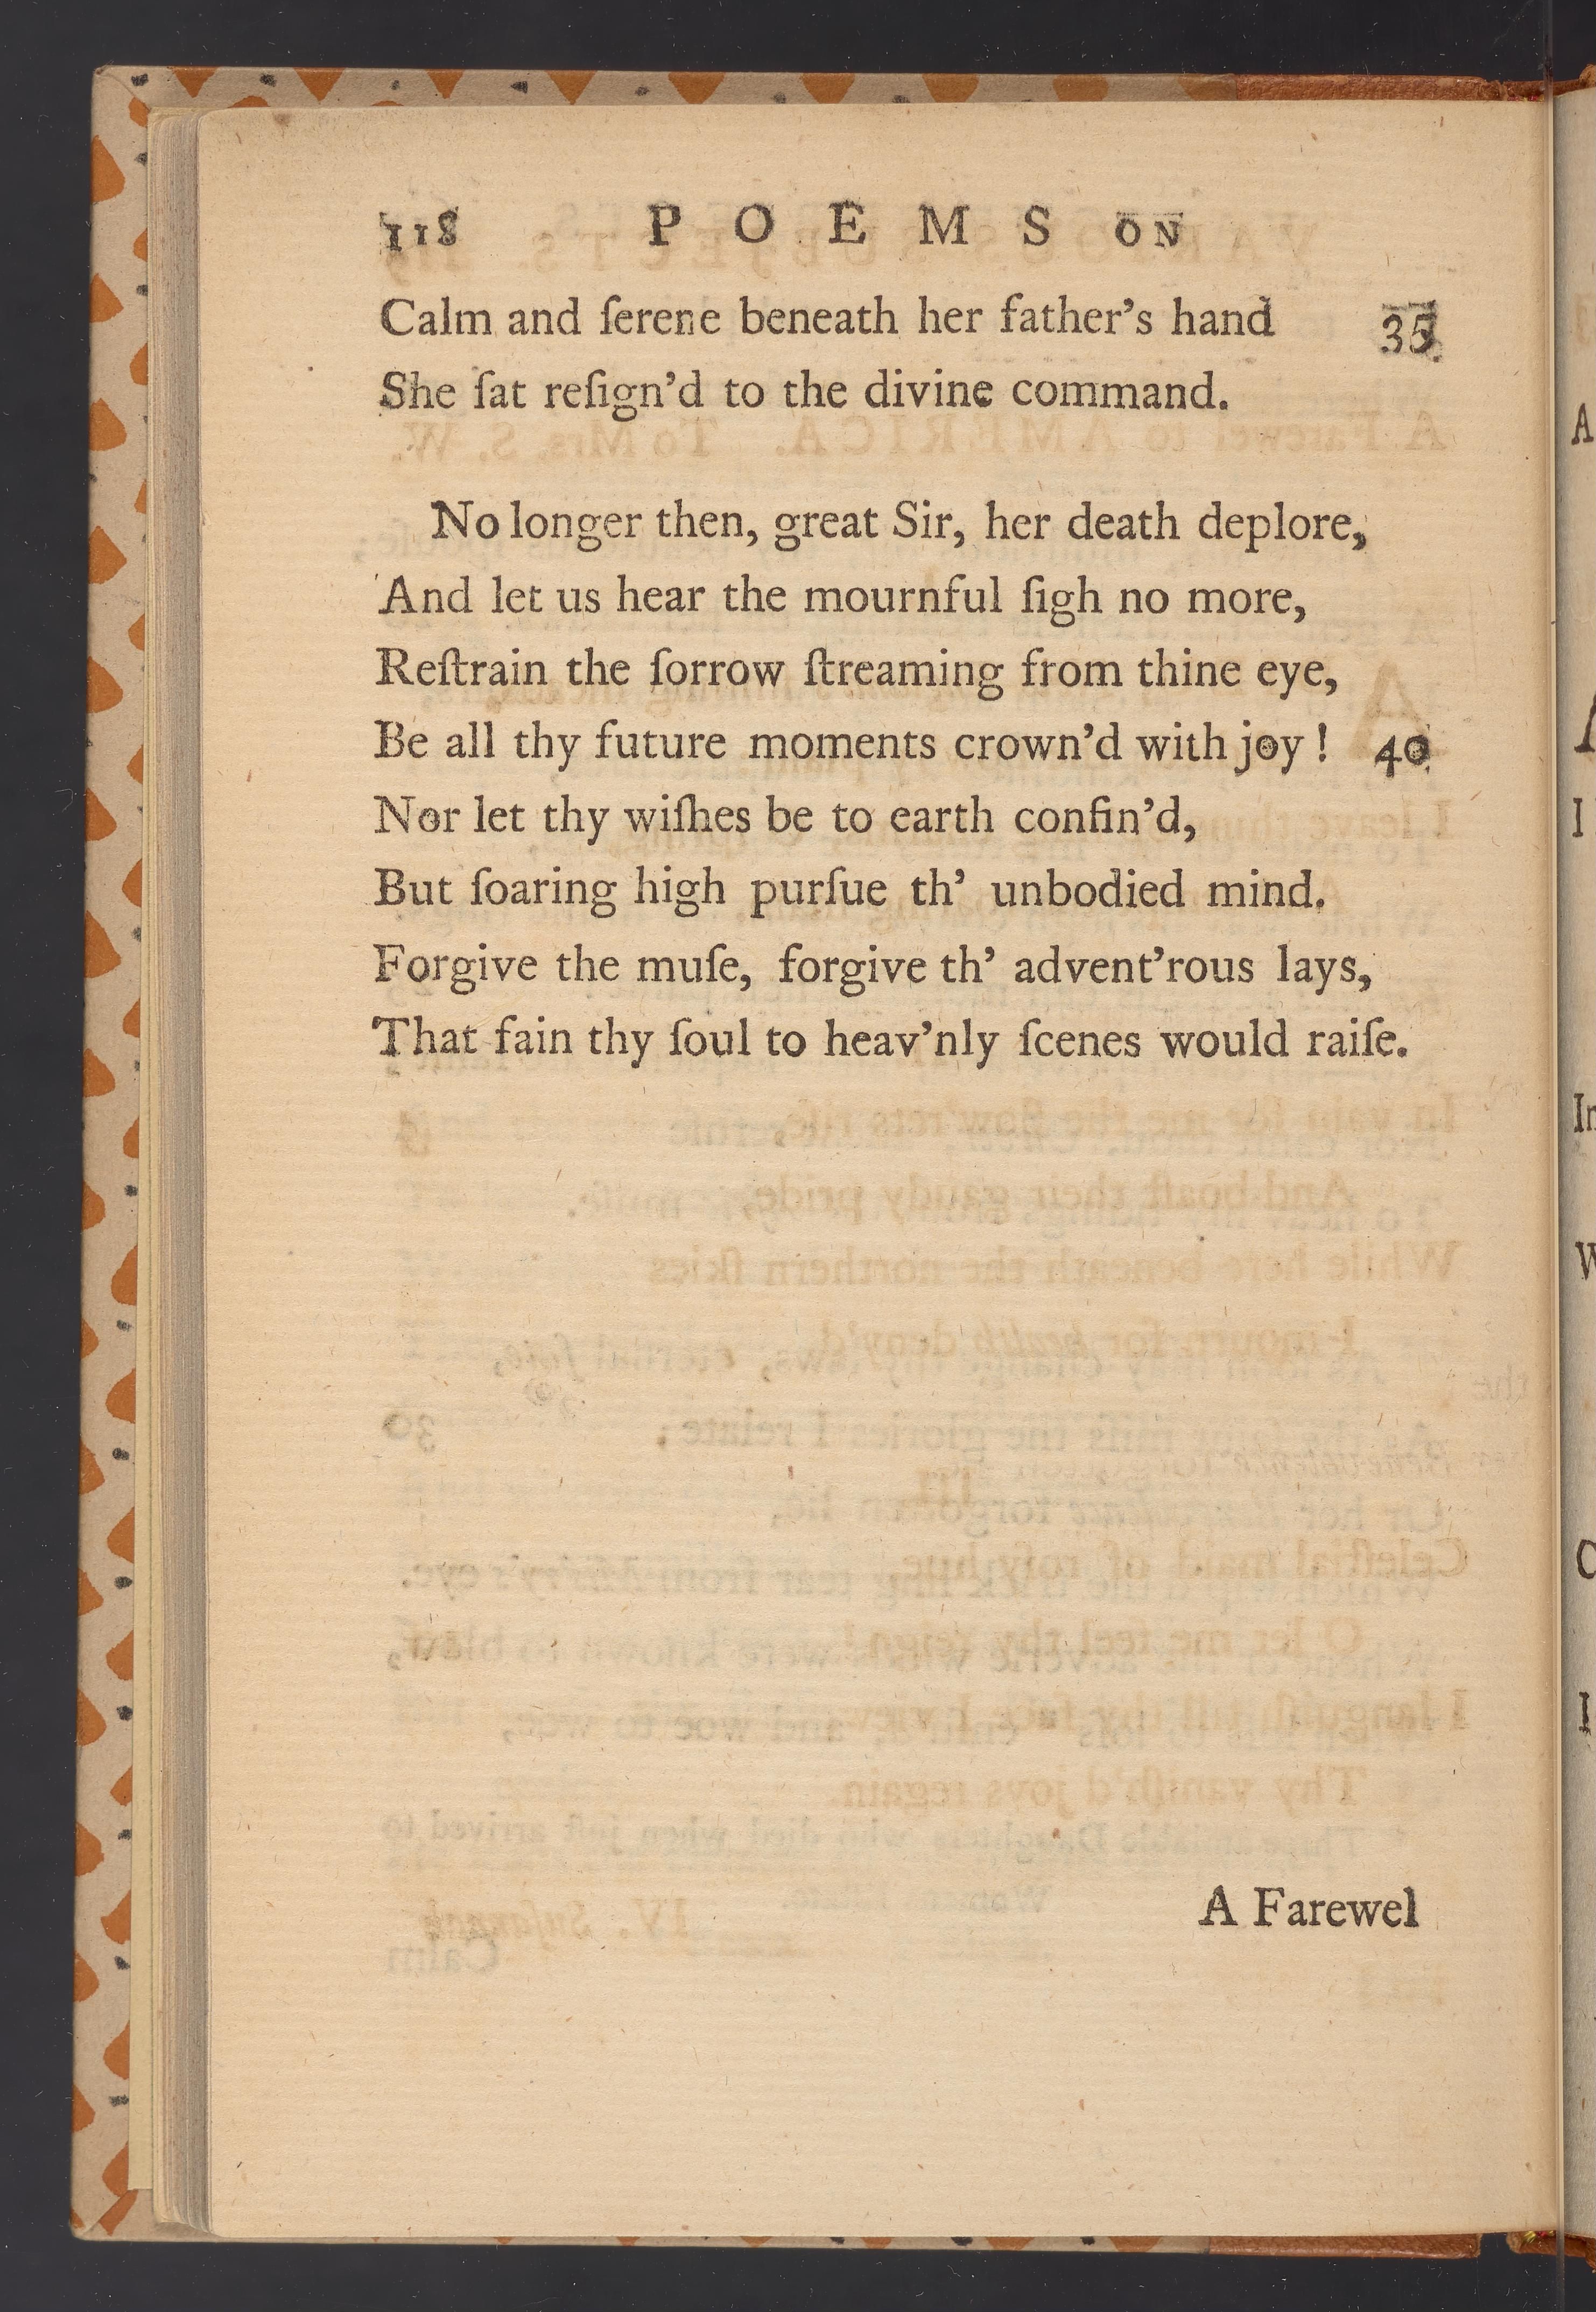 118 POEMS ON
Calm and ſerene beneath her father’s hand 35
She ſat reſign’d to the divine command.
No longer then, great Sir, her death deplore,
And let us hear the mournful ſigh no more,
Reſtrain the ſorrow ſtreaming from thine eye,
Be all thy future moments crown’d with joy ! 40
Nor let thy wiſhes be to earth confin’d,
But ſoaring high purſue th’ unbodied mind.
Forgive the muſe, forgive th’ advent’rous lays,
That fain thy ſoul to heav’nly ſcenes would raiſe.
A Farewel